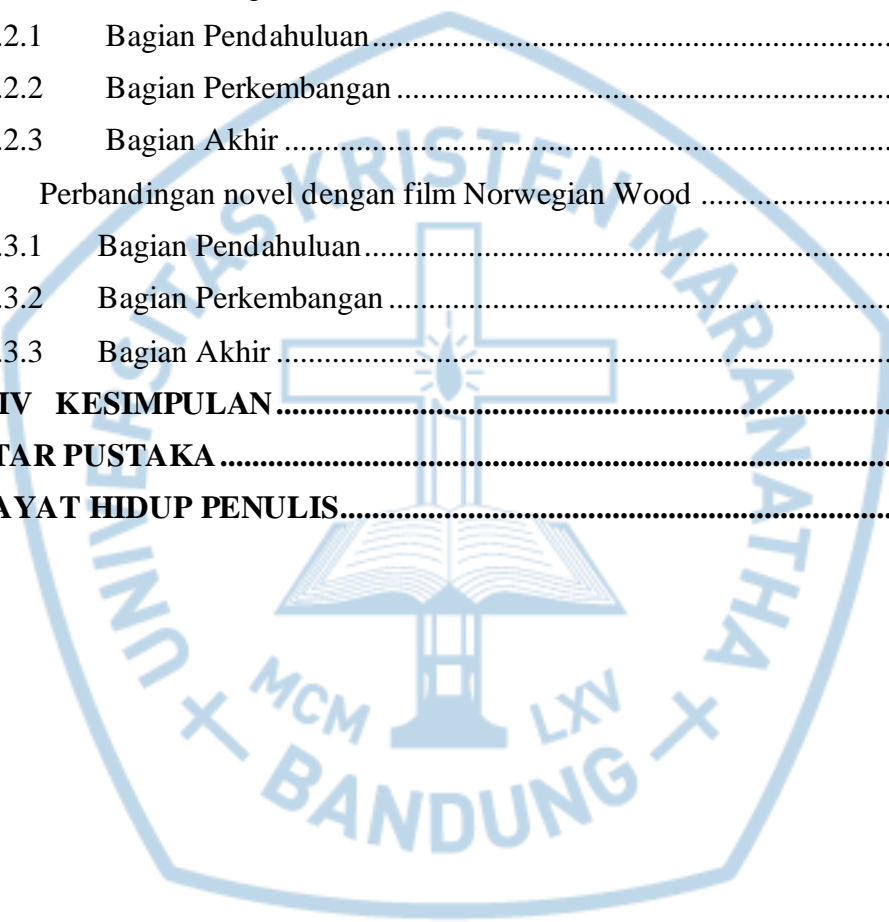 .2.1 Bagian Pendahuluan........................................................................
.2.2 Bagian Perkembangan.....................................................................
.2.3 Bagian Akhir....................................................................................
Perbandingan novel dengan film Norwegian Wood ..........................
.3.1 Bagian Pendahuluan........................................................................
.3.2 Bagian Perkembangan.....................................................................
.3.3 Bagian Akhir....................................................................................
IV KESIMPULAN....................................................................................
TAR PUSTAKA...........................................................................................
AYAT HIDUP PENULIS............................................................................
UNIVERSITAS KRISTEN MARANATHA
MCM LXV
BANDUNG